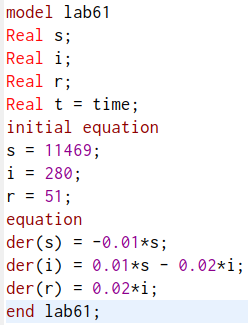 model lab61
Real s;
Real i;
Real r;
Real t = time;
initial equation
s = 11469;
i = 280;
r = 51;
equation
der(s) = -0.01*s;
der(i) = 0.01*s - 0.02*i;
der(r) = 0.02*i;
end lab61;